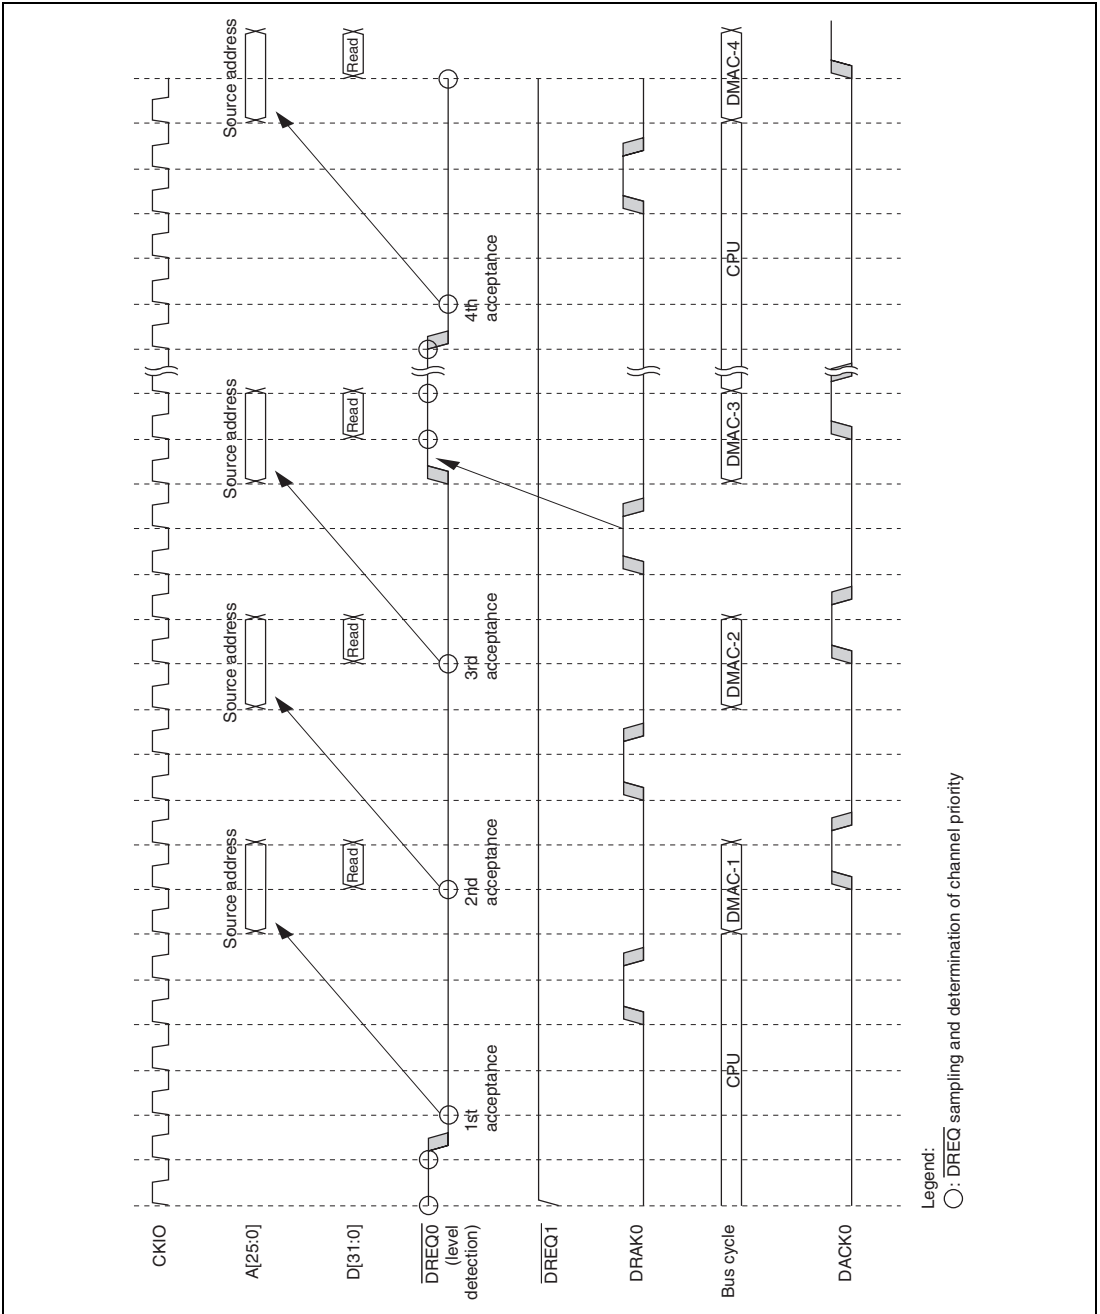 CKIO
A[25:0]
Source address
Source address
Source address
Source address
D[31:0]
Read
Read
Read
Read
DREQ0
(level
detection)
1st
acceptance
2nd
acceptance
3rd
acceptance
4th
acceptance
DREQ1
DRAK0
Bus cycle
CPU
DMAC-1
DMAC-2
DMAC-3
CPU
DMAC-4
DACK0
Legend:
○: DREQ sampling and determination of channel priority